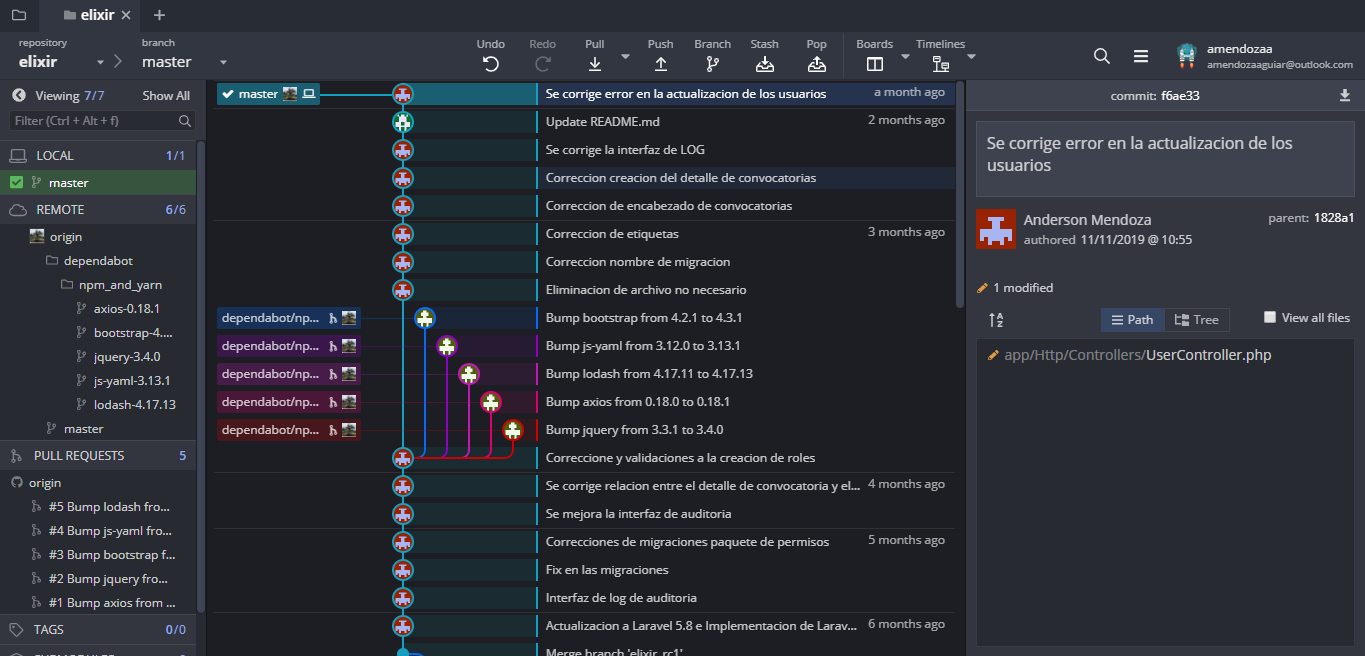 elixir
repository
elixir
branch
master
Undo
Redo
Pull
Push
Branch
Stash
Pop
Boards
Timelines
amendozaa
amendozaaguiar@outlook.com
Viewing 7/7
Show All
Filter (Ctrl + Alt + f)
LOCAL 1/1
master
REMOTE 6/6
origin
dependabot
npm_and_yarn
axios-0.18.1
bootstrap-4....
jquery-3.4.0
js-yaml-3.13.1
lodash-4.17.13
master
PULL REQUESTS 5
origin
#5 Bump lodash fro...
#4 Bump js-yaml fro...
#3 Bump bootstrap f...
#2 Bump jquery fro...
#1 Bump axios from ...
TAGS 0/0
master Se corrige error en la actualizacion de los usuarios a month ago
Update README.md 2 months ago
Se corrige la interfaz de LOG
Correccion creacion del detalle de convocatorias
Correccion de encabezado de convocatorias
Correccion de etiquetas 3 months ago
Correccion nombre de migracion
Eliminacion de archivo no necesario
dependabot/np... Bump bootstrap from 4.2.1 to 4.3.1
dependabot/np... Bump js-yaml from 3.12.0 to 3.13.1
dependabot/np... Bump lodash from 4.17.11 to 4.17.13
dependabot/np... Bump axios from 0.18.0 to 0.18.1
dependabot/np... Bump jquery from 3.3.1 to 3.4.0
Correccione y validaciones a la creacion de roles
Se corrige relacion entre el detalle de convocatoria y el... 4 months ago
Se mejora la interfaz de auditoria
Correcciones de migraciones paquete de permisos 5 months ago
Fix en las migraciones
Interfaz de log de auditoria
Actualizacion a Laravel 5.8 e Implementacion de Larav... 6 months ago
Merge branch 'elixir_rc1'
commit: f6ae33
Se corrige error en la actualizacion de los
usuarios
Anderson Mendoza
parent: 1828a1
authored 11/11/2019 @ 10:55
1 modified
Path
Tree
View all files
app/Http/Controllers/UserController.php